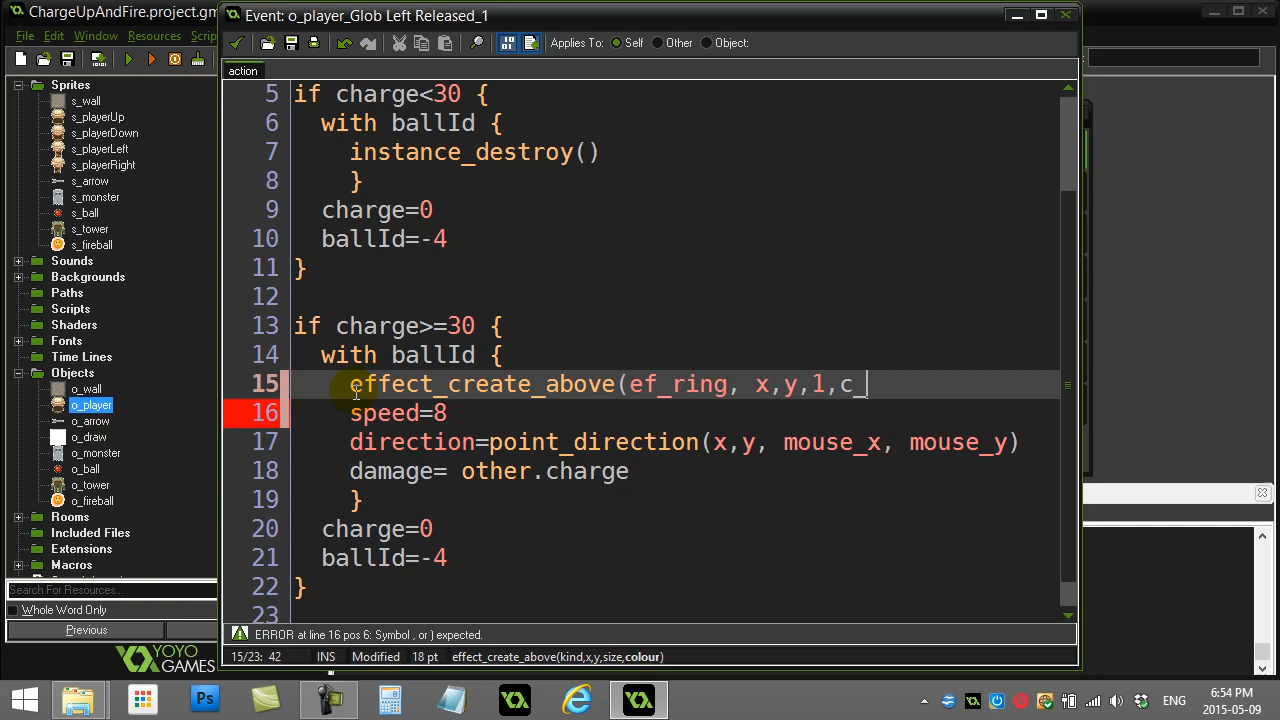 ChargeUpAndFire.project.gm
Event: o_player_Glob Left Released_1
File Edit Window Resources Scrip
Applies To: Self Other Object:
action
Sprites
s_wall
s_playerUp
s_playerDown
s_playerLeft
s_playerRight
s_arrow
s_monster
s_ball
s_tower
s_fireball
Sounds
Backgrounds
Paths
Scripts
Shaders
Fonts
Time Lines
Objects
o_wall
o_player
o_arrow
o_draw
o_monster
o_ball
o_tower
o_fireball
Rooms
Included Files
Extensions
Macros
Search For Resources...
Whole Word Only
Previous
YOYO
GAMES
5 if charge<30 {
6 with ballId {
7 instance_destroy()
8 }
9 charge=0
10 ballId=-4
11 }
12
13 if charge>=30 {
14 with ballId {
15 effect_create_above(ef_ring, x,y,1,c_
16 speed=8
17 direction=point_direction(x,y, mouse_x, mouse_y)
18 damage= other.charge
19 }
20 charge=0
21 ballId=-4
22 }
23
ERROR at line 16 pos 6: Symbol , or ) expected.
15/23: 42 INS Modified 18 pt effect_create_above(kind,x,y,size,colour)
Ps
ENG
6:54 PM
2015-05-09